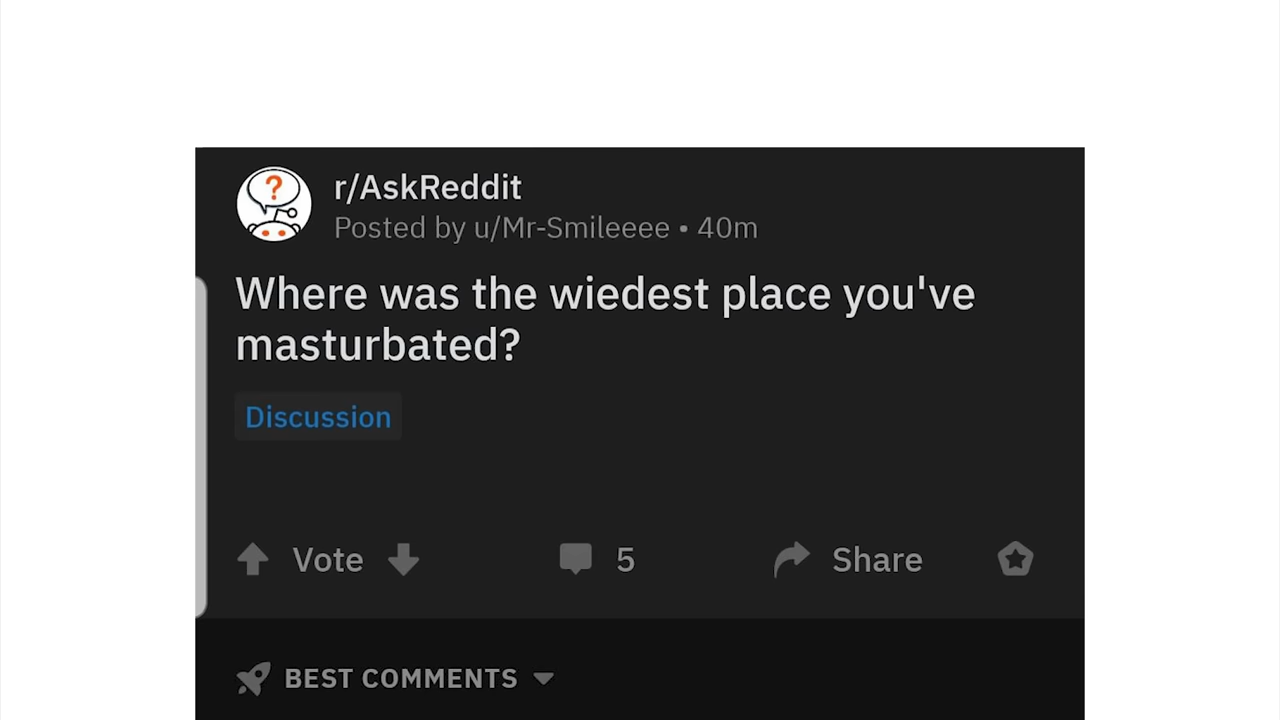 r/AskReddit
Posted by u/Mr-Smileeee • 40m
Where was the wiedest place you've
masturbated?
Discussion
Vote 5 Share
BEST COMMENTS